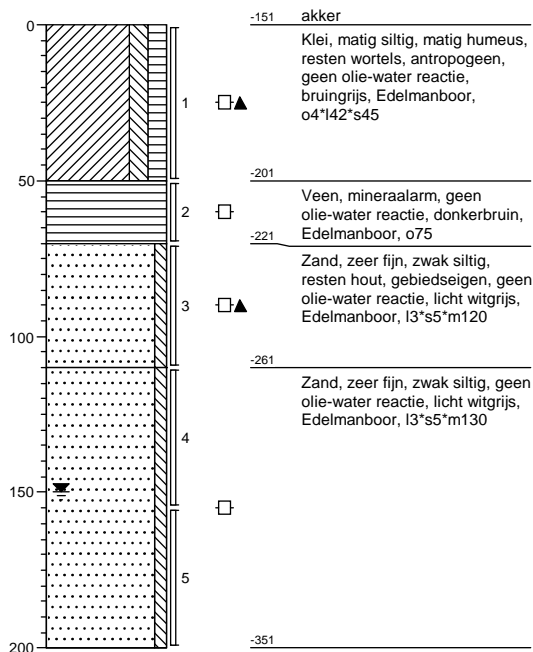 0
50
100
150
200
1
2
3
4
5
-151 akker
Klei, matig siltig, matig humeus,
resten wortels, antropogeen,
geen olie-water reactie,
bruingrijs, Edelmanboor,
o4*l42*s45
-201
Veen, mineraalarm, geen
olie-water reactie, donkerbruin,
Edelmanboor, o75
-221
Zand, zeer fijn, zwak siltig,
resten hout, gebiedseigen, geen
olie-water reactie, licht witgrijs,
Edelmanboor, l3*s5*m120
-261
Zand, zeer fijn, zwak siltig, geen
olie-water reactie, licht witgrijs,
Edelmanboor, l3*s5*m130
-351